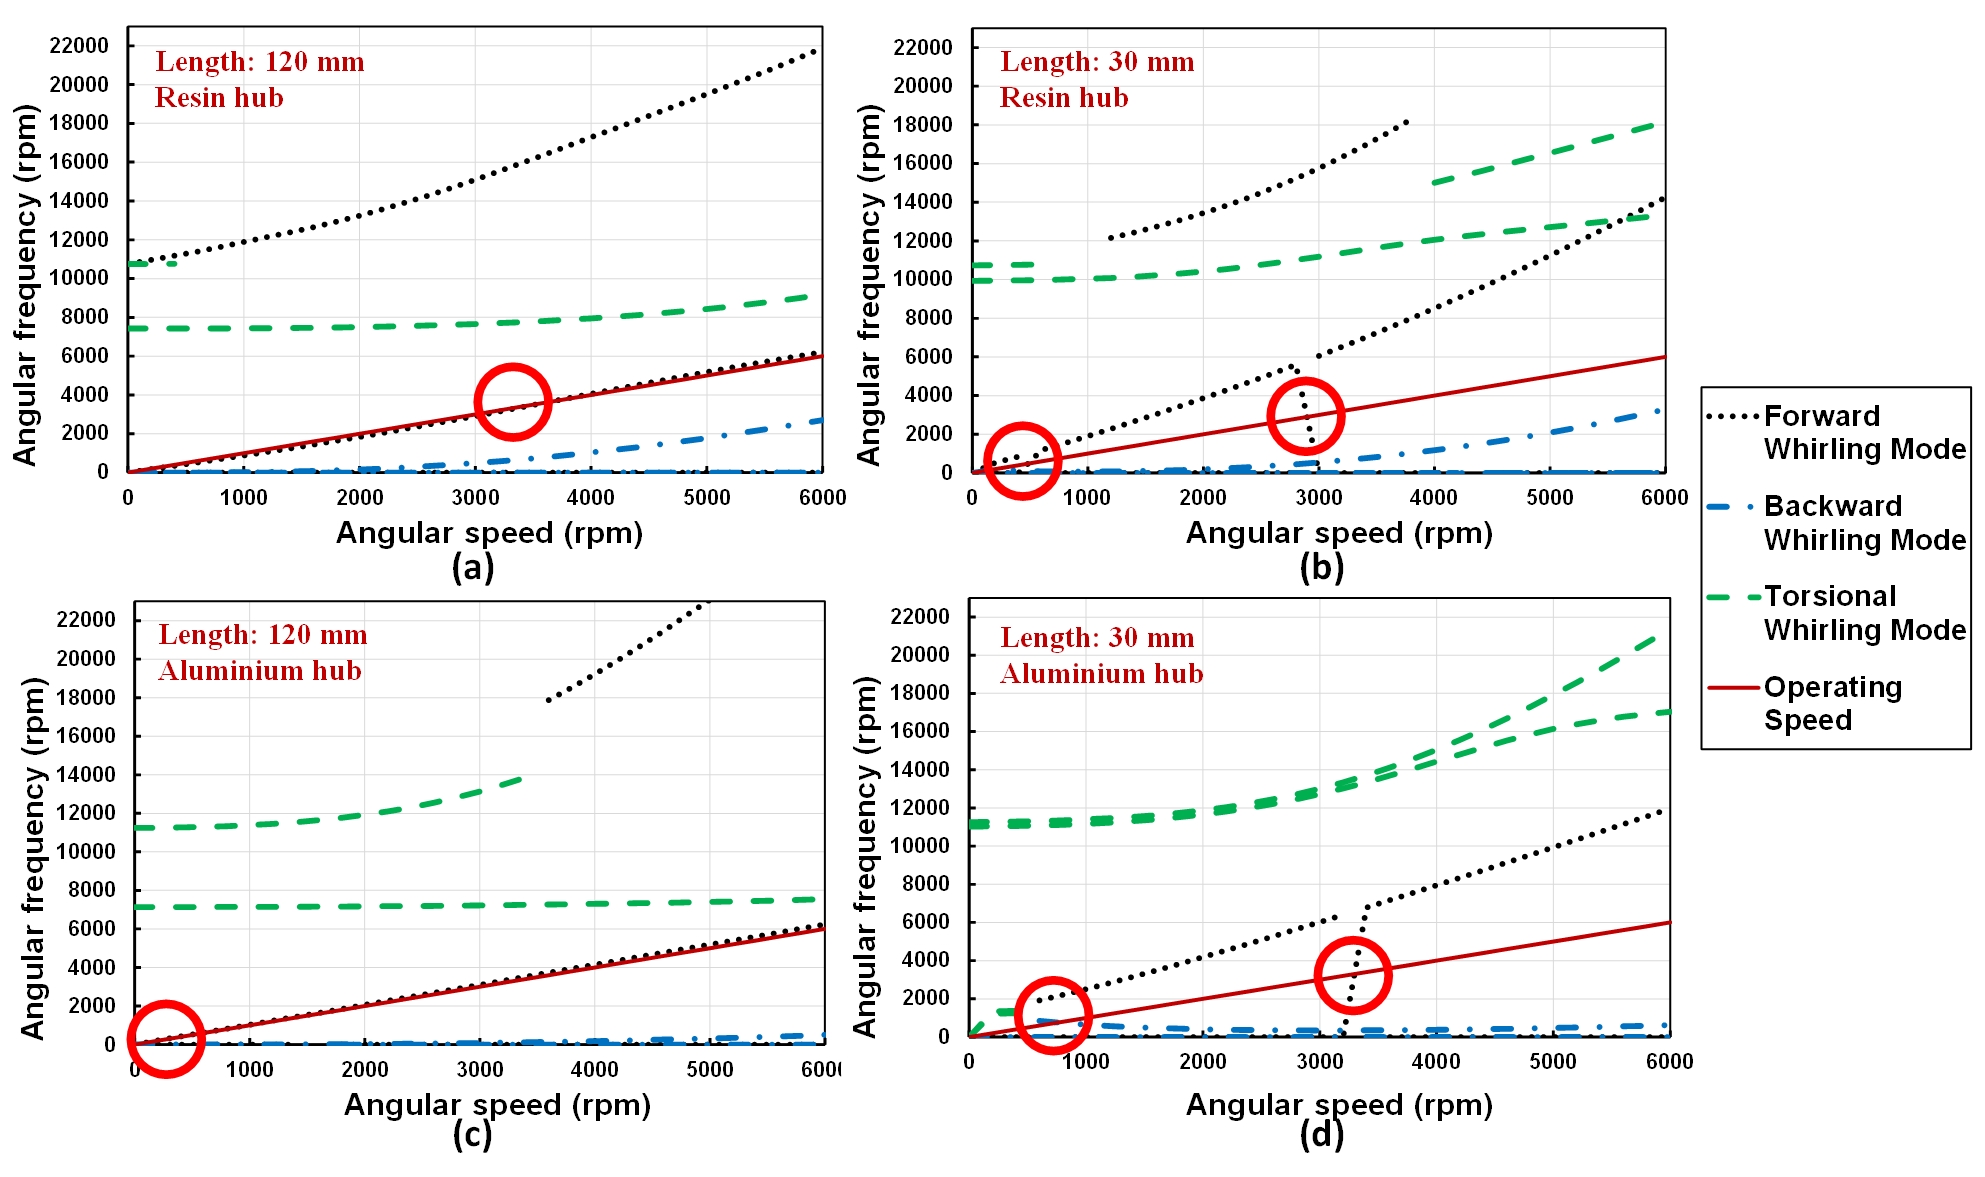 Length: 120 mm
Resin hub
Angular frequency (rpm)
22000
20000
18000
16000
14000
12000
10000
8000
6000
4000
2000
0
0 1000 2000 3000 4000 5000 6000
Angular speed (rpm)
(a)
Length: 30 mm
Resin hub
Angular frequency (rpm)
22000
20000
18000
16000
14000
12000
10000
8000
6000
4000
2000
0
0 1000 2000 3000 4000 5000 6000
Angular speed (rpm)
(b)
Length: 120 mm
Aluminium hub
Angular frequency (rpm)
22000
20000
18000
16000
14000
12000
10000
8000
6000
4000
2000
0
0 1000 2000 3000 4000 5000 6000
Angular speed (rpm)
(c)
Length: 30 mm
Aluminium hub
Angular frequency (rpm)
22000
20000
18000
16000
14000
12000
10000
8000
6000
4000
2000
0
0 1000 2000 3000 4000 5000 6000
Angular speed (rpm)
(d)
Forward
Whirling Mode
Backward
Whirling Mode
Torsional
Whirling Mode
Operating
Speed